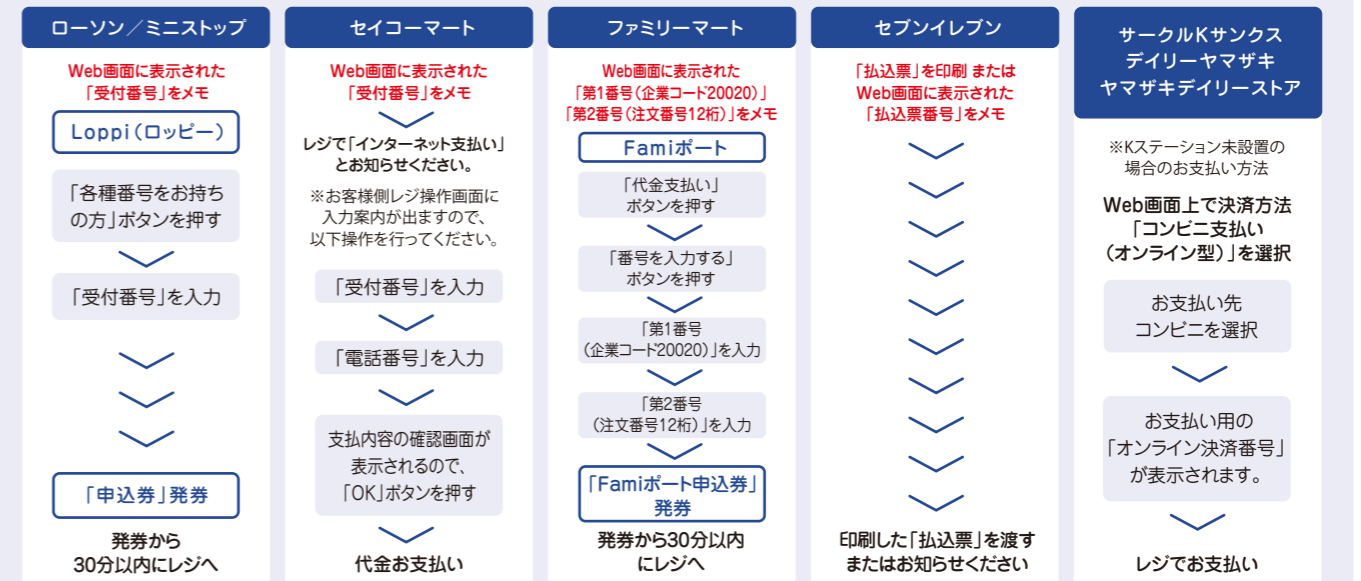 ローソン／ミニストップ
Web画面に表示された
「受付番号」をメモ
Loppi（ロッピー）
「各種番号をお持ち
の方」ボタンを押す
「受付番号」を入力
「申込券」発券
発券から
30分以内にレジへ
セイコーマート
Web画面に表示された
「受付番号」をメモ
レジで「インターネット支払い」
とお知らせください。
※お客様側レジ操作画面に
入力案内が出ますので、
以下操作を行ってください。
「受付番号」を入力
「電話番号」を入力
支払内容の確認画面が
表示されるので、
「OK」ボタンを押す
代金お支払い
ファミリーマート
Web画面に表示された
「第1番号（企業コード20020）」
「第2番号（注文番号12桁）」をメモ
Famiポート
「代金支払い」
ボタンを押す
「番号を入力する」
ボタンを押す
「第1番号
（企業コード20020）」を入力
「第2番号
（注文番号12桁）」を入力
「Famiポート申込券」
発券
発券から30分以内
にレジへ
セブンイレブン
「払込票」を印刷 または
Web画面に表示された
「払込票番号」をメモ
印刷した「払込票」を渡す
またはお知らせください
サークルKサンクス
デイリーヤマザキ
ヤマザキデイリーストア
※Kステーション未設置の
場合のお支払い方法
Web画面上で決済方法
「コンビニ支払い
（オンライン型）」を選択
お支払い先
コンビニを選択
お支払い用の
「オンライン決済番号」
が表示されます。
レジでお支払い